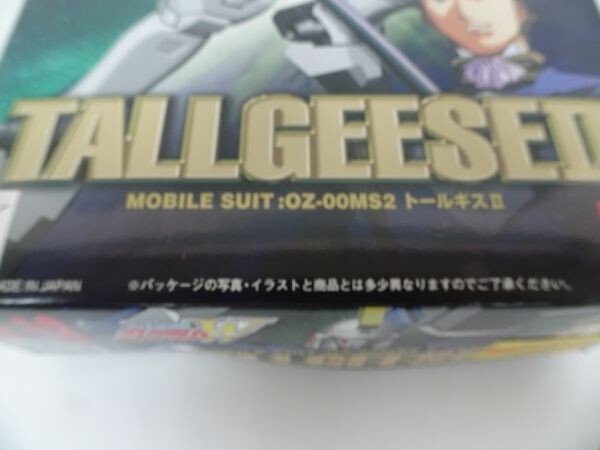 TALLGEESE II
MOBILE SUIT:OZ-00MS2 トールギスⅡ
MADE IN JAPAN
※パッケージの写真・イラストと商品とは多少異なりますのでご了承ください。